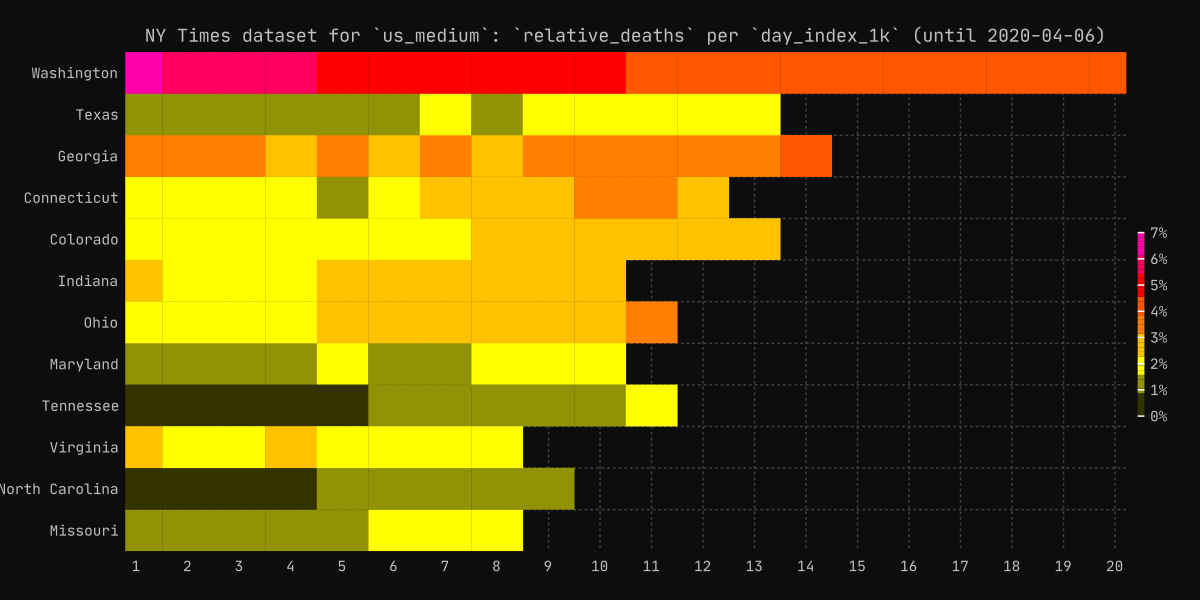 NY Times dataset for `us_medium`: `relative_deaths` per `day_index_1k` (until 2020-04-06)
Washington
Texas
Georgia
Connecticut
Colorado
Indiana
Ohio
Maryland
Tennessee
Virginia
North Carolina
Missouri
1 2 3 4 5 6 7 8 9 10 11 12 13 14 15 16 17 18 19 20
7%
6%
5%
4%
3%
2%
1%
0%